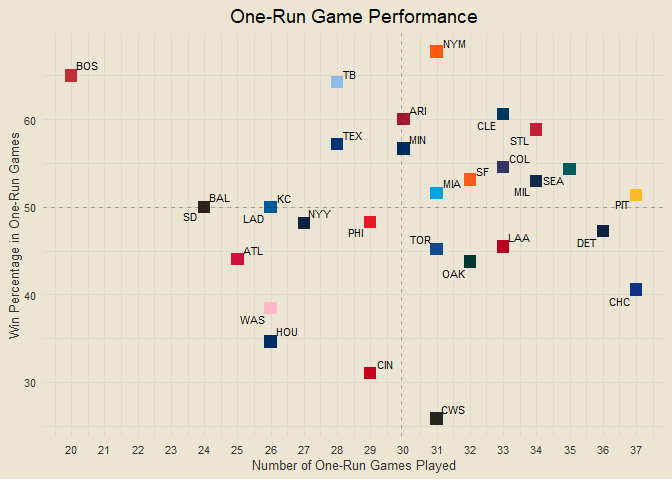 One-Run Game Performance
NYM
BOS
TB
ARI
CLE
STL
TEX
MIN
COL
SF
SEA
MIA
MIL
PIT
BAL
KC
SD
LAD
NYY
PHI
DET
TOR
LAA
ATL
OAK
CHC
WAS
HOU
CIN
CWS
60
50
40
30
Win Percentage in One-Run Games
20 21 22 23 24 25 26 27 28 29 30 31 32 33 34 35 36 37
Number of One-Run Games Played